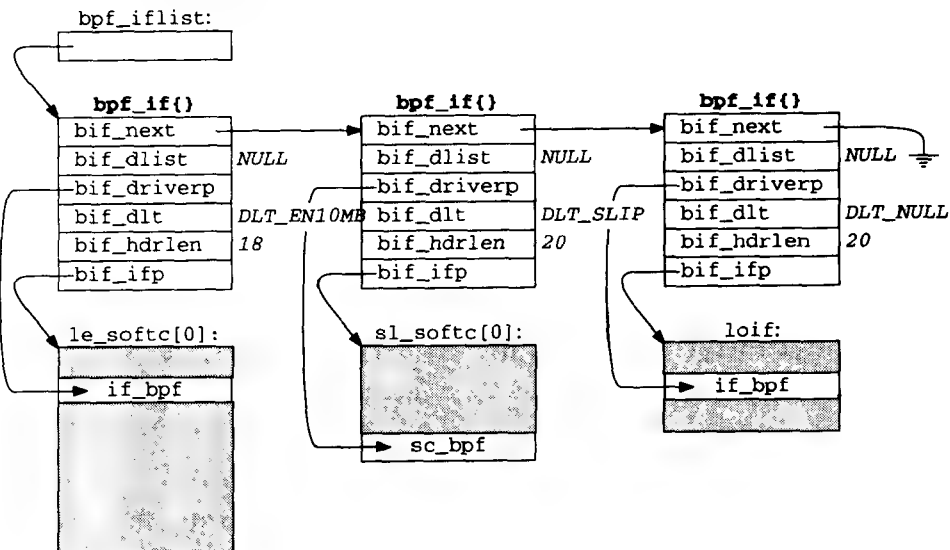 bpf_iflist:
bpf_if{}
bif_next
bif_dlist NULL
bif_driverp
bif_dlt DLT_EN10MB
bif_hdrlen 18
bif_ifp
le_softc[0]:
if_bpf
bpf_if{}
bif_next
bif_dlist NULL
bif_driverp
bif_dlt DLT_SLIP
bif_hdrlen 20
bif_ifp
sl_softc[0]:
sc_bpf
bpf_if{}
bif_next
bif_dlist NULL
bif_driverp
bif_dlt DLT_NULL
bif_hdrlen 20
bif_ifp
loif:
if_bpf